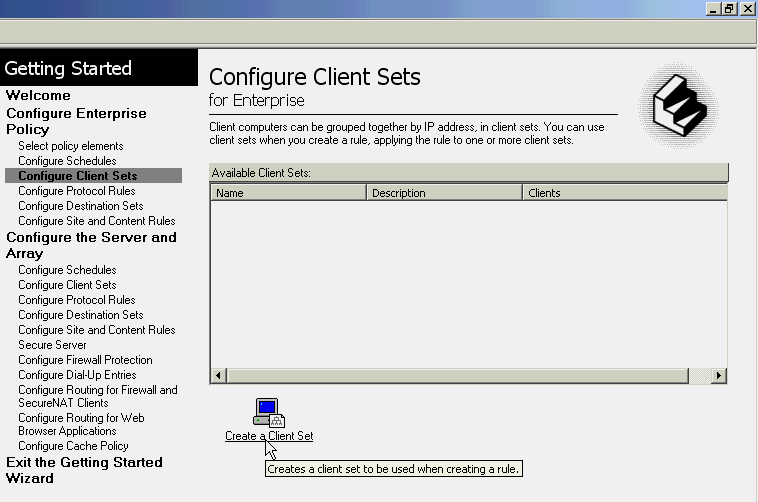 Getting Started
Welcome
Configure Enterprise
Policy
Select policy elements
Configure Schedules
Configure Client Sets
Configure Protocol Rules
Configure Destination Sets
Configure Site and Content Rules
Configure the Server and
Array
Configure Schedules
Configure Client Sets
Configure Protocol Rules
Configure Destination Sets
Configure Site and Content Rules
Secure Server
Configure Firewall Protection
Configure Dial-Up Entries
Configure Routing for Firewall and
SecureNAT Clients
Configure Routing for Web
Browser Applications
Configure Cache Policy
Exit the Getting Started
Wizard
Configure Client Sets
for Enterprise
Client computers can be grouped together by IP address, in client sets. You can use
client sets when you create a rule, applying the rule to one or more client sets.
Available Client Sets:
Name Description Clients
Create a Client Set
Creates a client set to be used when creating a rule.